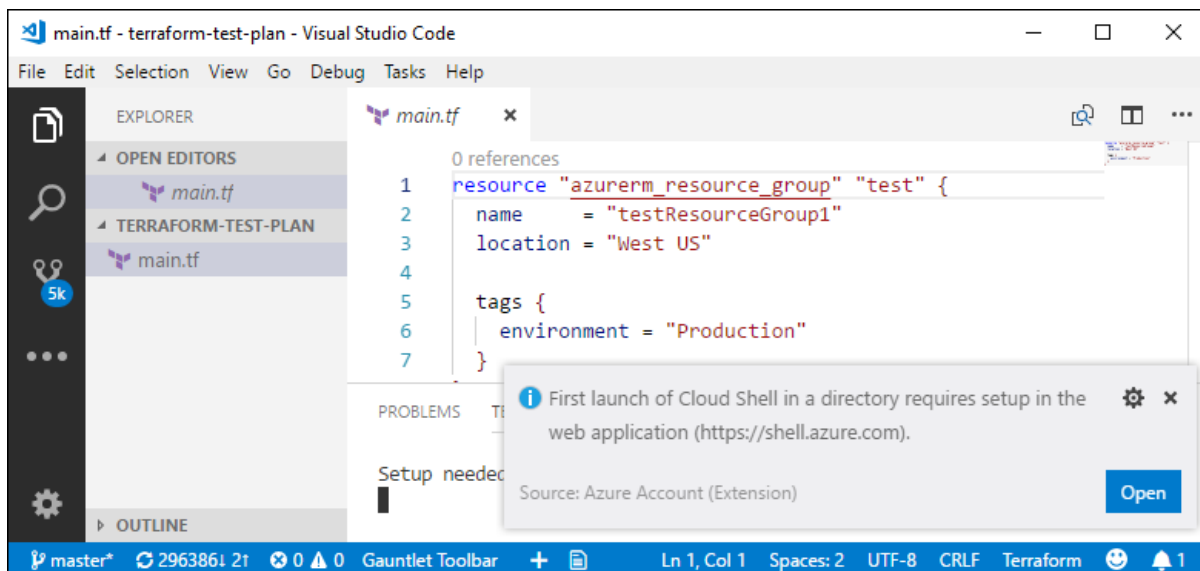 main.tf - terraform-test-plan - Visual Studio Code
File Edit Selection View Go Debug Tasks Help
EXPLORER
OPEN EDITORS
main.tf
TERRAFORM-TEST-PLAN
main.tf
5k
OUTLINE
main.tf
0 references
1 resource "azurerm_resource_group" "test" {
2 name = "testResourceGroup1"
3 location = "West US"
4
5 tags {
6 environment = "Production"
7 }
PROBLEMS
Setup needed
First launch of Cloud Shell in a directory requires setup in the
web application (https://shell.azure.com).
Source: Azure Account (Extension)
Open
master* 296386↓ 2↑ 0 0 Gauntlet Toolbar Ln 1, Col 1 Spaces: 2 UTF-8 CRLF Terraform 1